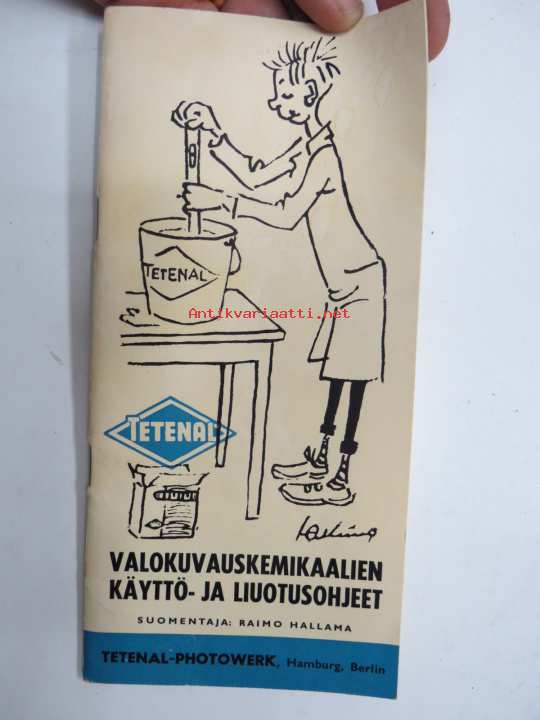 TETENAL
Antikvariaatti.net
TETENAL
VALOKUVAUSKEMIKAALIEN
KÄYTTÖ- JA LIUOTUSOHJEET
SUOMENTAJA: RAIMO HALLAMA
TETENAL-PHOTOWERK, Hamburg, Berlin